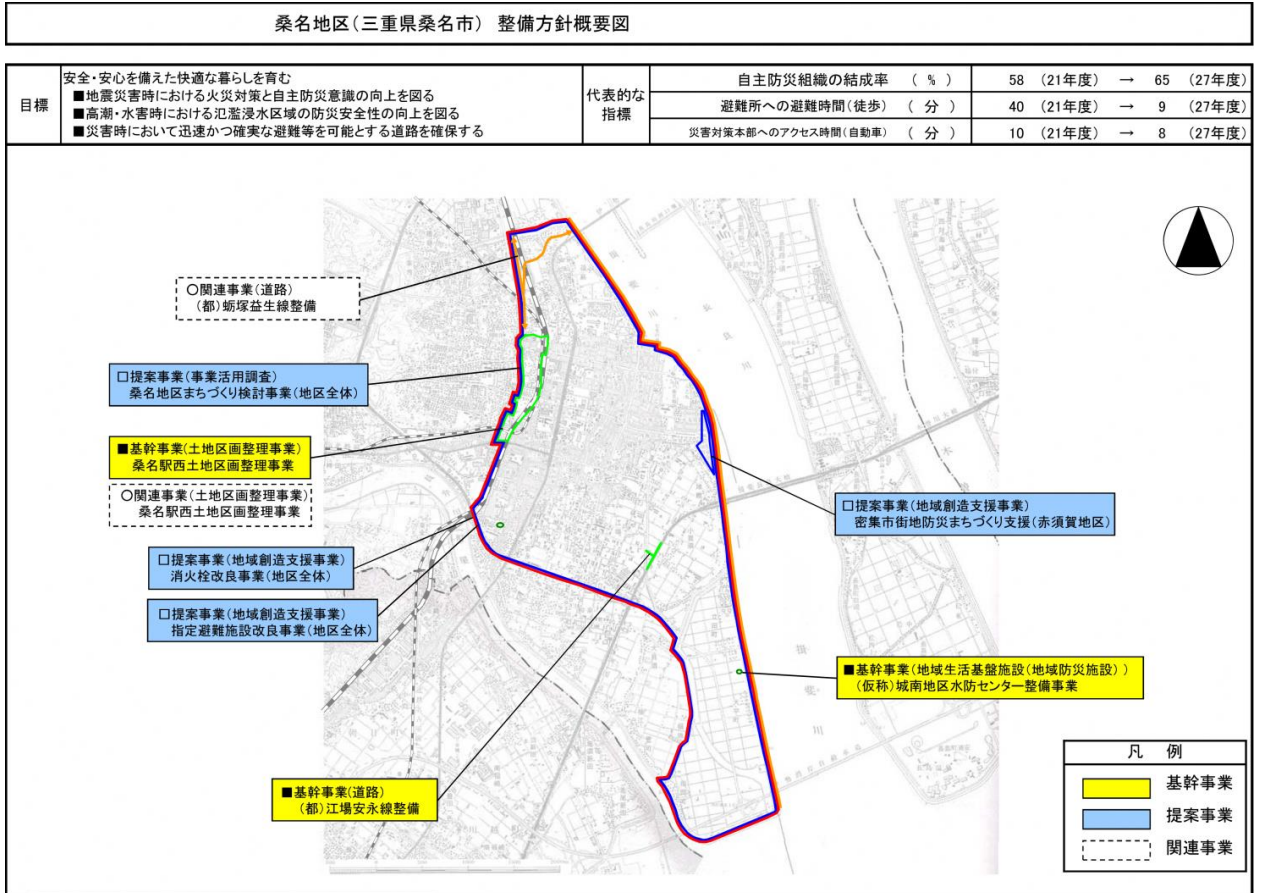 桑名地区(三重県桑名市) 整備方針概要図
目標
安全・安心を備えた快適な暮らしを育む
■地震災害時における火災対策と自主防災意識の向上を図る
■高潮・水害時における氾濫浸水区域の防災安全性の向上を図る
■災害時において迅速かつ確実な避難等を可能とする道路を確保する
代表的な
指標
自主防災組織の結成率 ( % ) 58 (21年度) → 65 (27年度)
避難所への避難時間(徒歩) ( 分 ) 40 (21年度) → 9 (27年度)
災害対策本部へのアクセス時間(自動車) ( 分 ) 10 (21年度) → 8 (27年度)
○関連事業(道路)
(都)蛎塚益生線整備
□提案事業(事業活用調査)
桑名地区まちづくり検討事業(地区全体)
■基幹事業(土地区画整理事業)
桑名駅西土地区画整理事業
○関連事業(土地区画整理事業)
桑名駅西土地区画整理事業
□提案事業(地域創造支援事業)
消火栓改良事業(地区全体)
□提案事業(地域創造支援事業)
指定避難施設改良事業(地区全体)
■基幹事業(道路)
(都)江場安永線整備
□提案事業(地域創造支援事業)
密集市街地防災まちづくり支援(赤須賀地区)
■基幹事業(地域生活基盤施設(地域防災施設))
(仮称)城南地区水防センター整備事業
凡 例
基幹事業
提案事業
関連事業